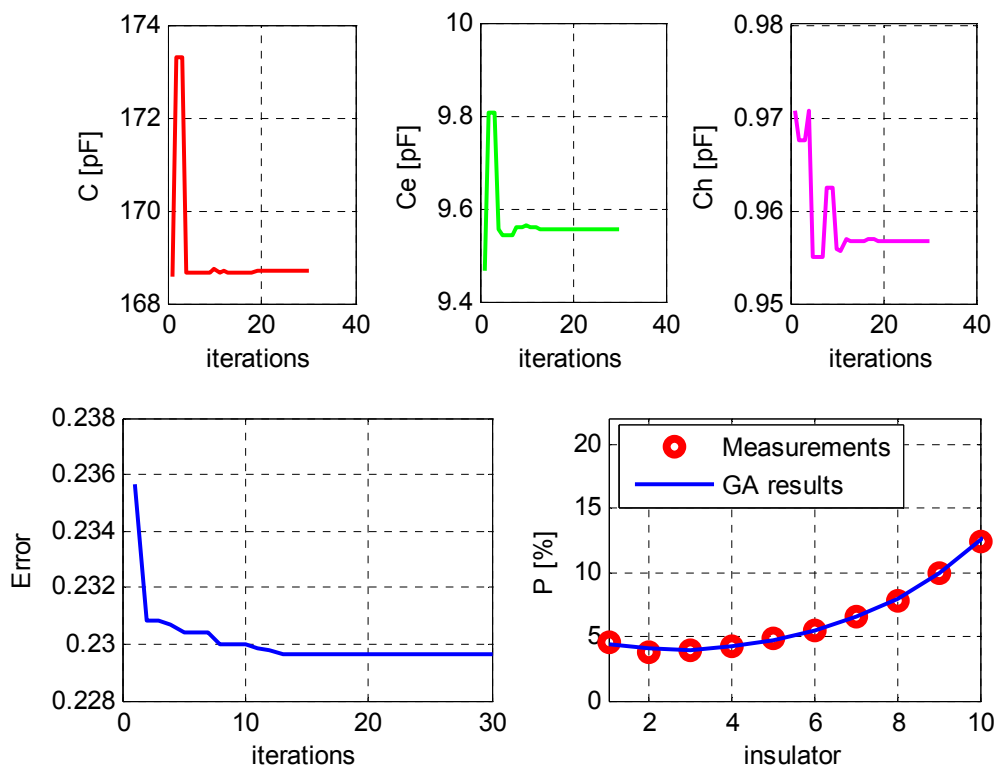 174
172
170
168
C [pF]
0 20 40
iterations
10
9.8
9.6
9.4
Ce [pF]
0 20 40
iterations
0.98
0.97
0.96
0.95
Ch [pF]
0 20 40
iterations
0.238
0.236
0.234
0.232
0.23
0.228
Error
0 10 20 30
iterations
20
15
10
5
0
P [%]
Measurements
GA results
2 4 6 8 10
insulator